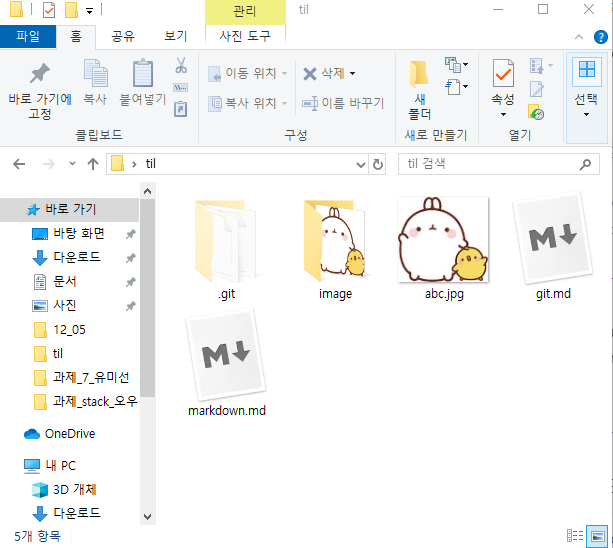 관리
til
파일
홈
공유
보기
사진 도구
바로 가기에
고정
복사
붙여넣기
이동 위치
복사 위치
삭제
이름 바꾸기
새
폴더
속성
선택
클립보드
구성
새로 만들기
열기
til
til 검색
바로 가기
바탕 화면
다운로드
문서
사진
12_05
til
과제_7_유미선
과제_stack_오우
OneDrive
내 PC
3D 개체
다운로드
.git
image
abc.jpg
git.md
markdown.md
5개 항목